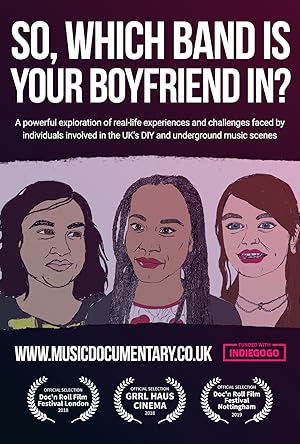 SO, WHICH BAND IS
YOUR BOYFRIEND IN?
A powerful exploration of real-life experiences and challenges faced by
individuals involved in the UK's DIY and underground music scenes
WWW.MUSICDOCUMENTARY.CO.UK
FUNDED WITH
INDIEGOGO
OFFICIAL SELECTION
Doc'n Roll Film
Festival London
2018
OFFICIAL SELECTION
GRRL HAUS
CINEMA
2018
OFFICIAL SELECTION
Doc'n Roll Film
Festival
Nottingham
2019